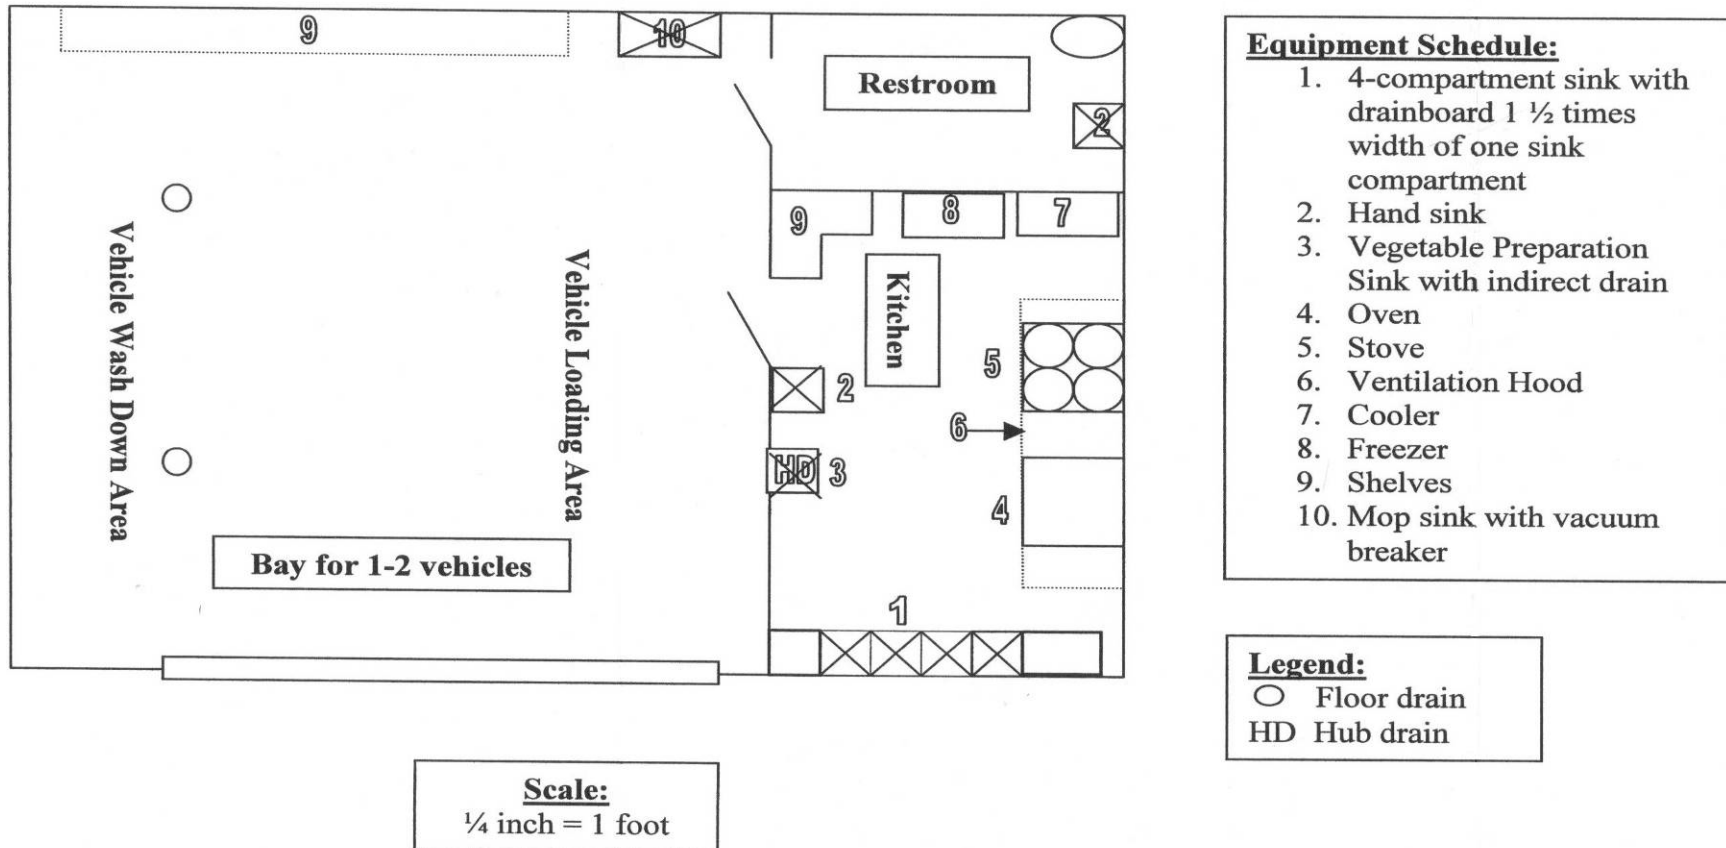 9
10
Restroom
2
9
8
7
Vehicle Wash Down Area
Vehicle Loading Area
Kitchen
5
2
6
HD 3
4
Bay for 1-2 vehicles
1
Scale:
¼ inch = 1 foot
Equipment Schedule:
1. 4-compartment sink with
drainboard 1 ½ times
width of one sink
compartment
2. Hand sink
3. Vegetable Preparation
Sink with indirect drain
4. Oven
5. Stove
6. Ventilation Hood
7. Cooler
8. Freezer
9. Shelves
10. Mop sink with vacuum
breaker
Legend:
Floor drain
HD Hub drain